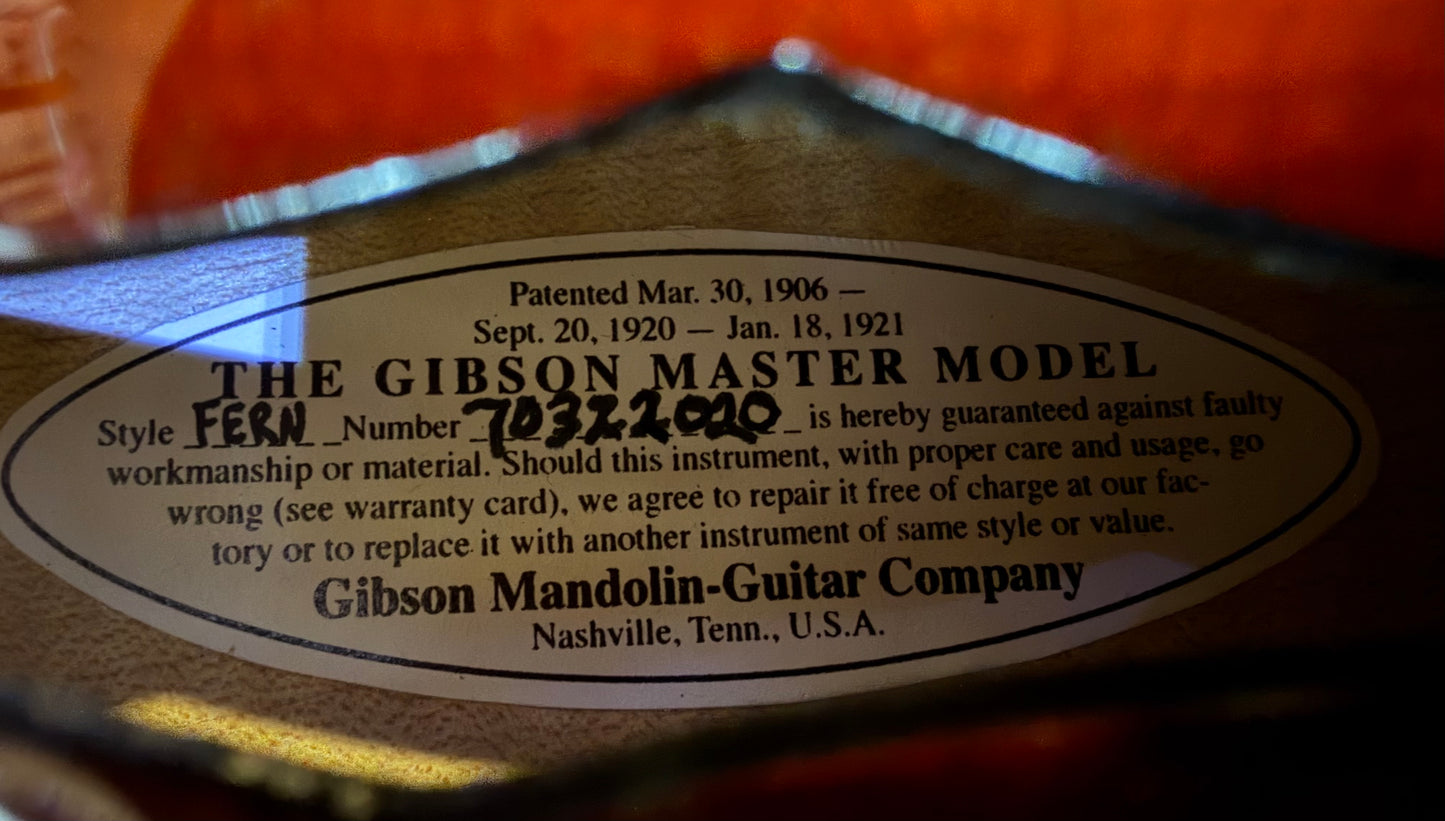 Patented Mar. 30, 1906 —
Sept. 20, 1920 — Jan. 18, 1921
THE GIBSON MASTER MODEL
Style FERN Number 70322020 is hereby guaranteed against faulty
workmanship or material. Should this instrument, with proper care and usage, go
wrong (see warranty card), we agree to repair it free of charge at our fac-
tory or to replace it with another instrument of same style or value.
Gibson Mandolin-Guitar Company
Nashville, Tenn., U.S.A.